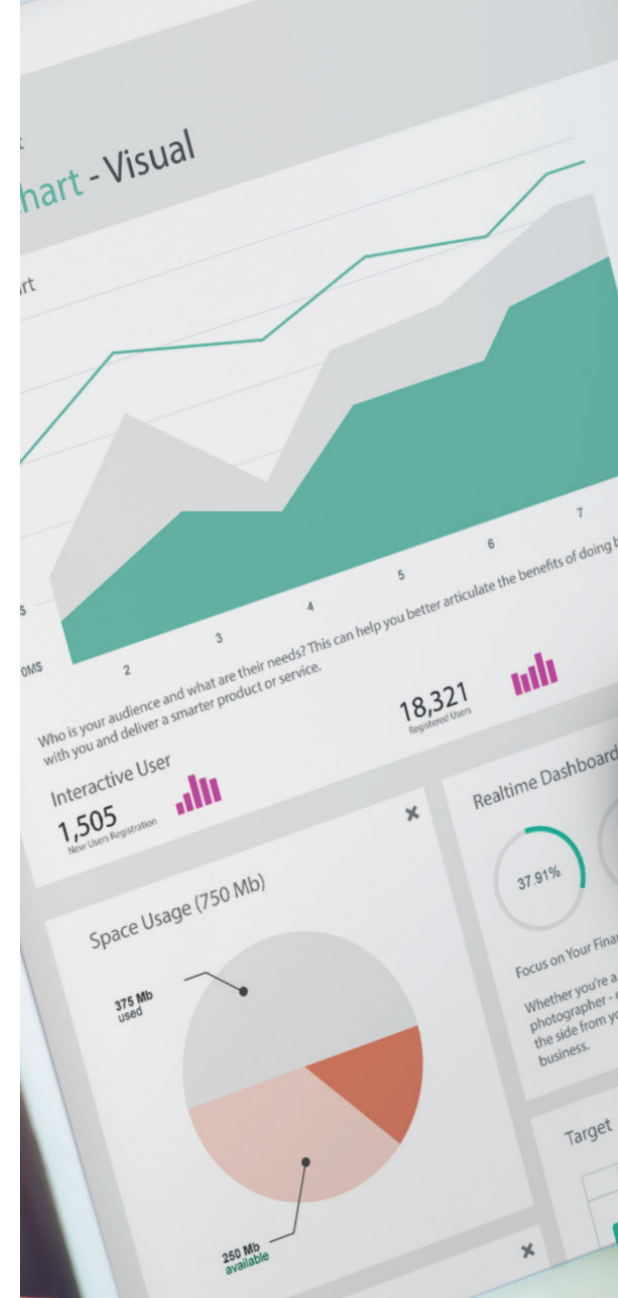 hart - Visual
rt
$
0M$
2
3
4
5
6
7
Who is your audience and what are their needs? This can help you better articulate the benefits of doing b
with you and deliver a smarter product or service.
Interactive User
1,505
New Users Registration
18,321
Registered Users
Space Usage (750 Mb)
375 Mb
used
250 Mb
available
Realtime Dashboard
37.91%
Focus on Your Fina
Whether you're a
photographer -
the side from yo
business.
Target